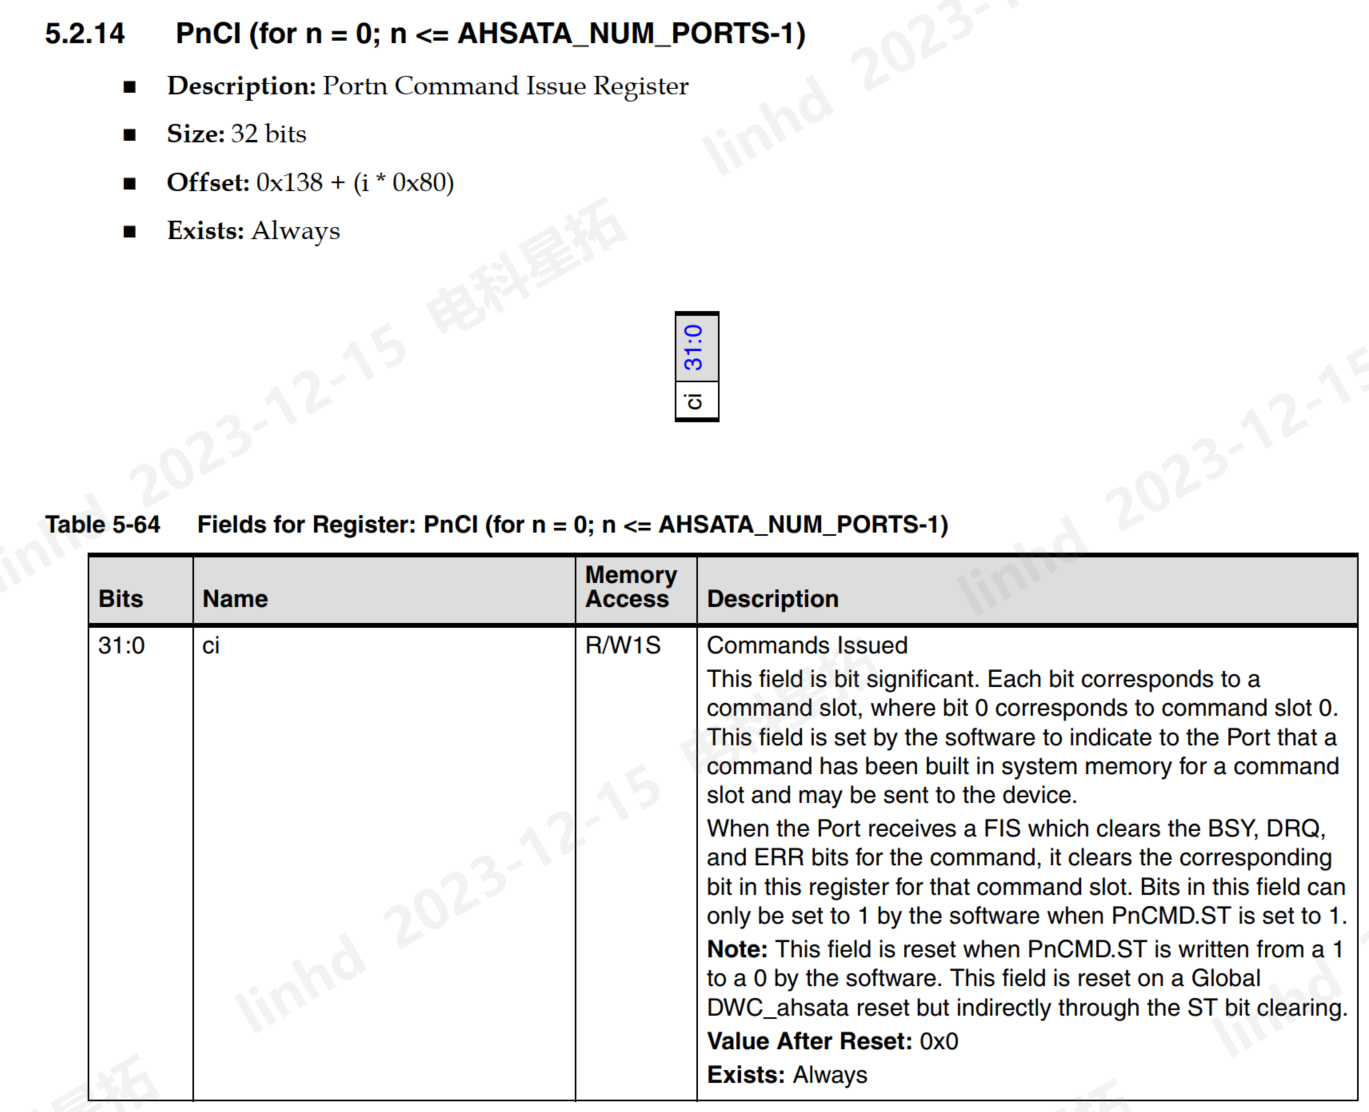 5.2.14 PnCI (for n = 0; n <= AHSATA_NUM_PORTS-1)
■ Description: Portn Command Issue Register
■ Size: 32 bits
■ Offset: 0x138 + (i * 0x80)
■ Exists: Always
31:0
ci
Table 5-64 Fields for Register: PnCI (for n = 0; n <= AHSATA_NUM_PORTS-1)
Bits Name Memory Access Description
31:0 ci R/W1S Commands Issued
This field is bit significant. Each bit corresponds to a
command slot, where bit 0 corresponds to command slot 0.
This field is set by the software to indicate to the Port that a
command has been built in system memory for a command
slot and may be sent to the device.
When the Port receives a FIS which clears the BSY, DRQ,
and ERR bits for the command, it clears the corresponding
bit in this register for that command slot. Bits in this field can
only be set to 1 by the software when PnCMD.ST is set to 1.
Note: This field is reset when PnCMD.ST is written from a 1
to a 0 by the software. This field is reset on a Global
DWC_ahsata reset but indirectly through the ST bit clearing.
Value After Reset: 0x0
Exists: Always
linhd 2023-
linhd 2023-12-15 电科星拓
linhd 2023-12-15
linhd 2023-12-15 电科星拓
linhd